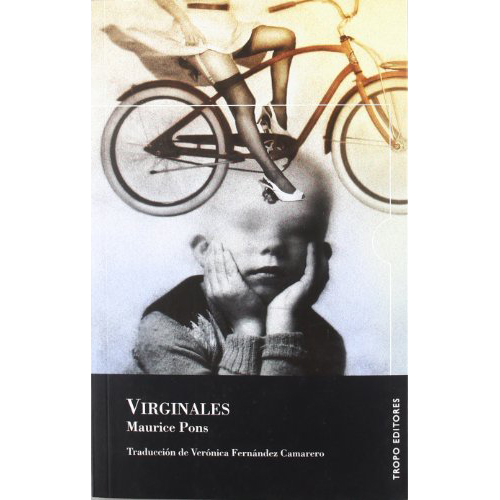 VIRGINALES
Maurice Pons
Traducción de Verónica Fernández Camarero
TROPO EDITORES